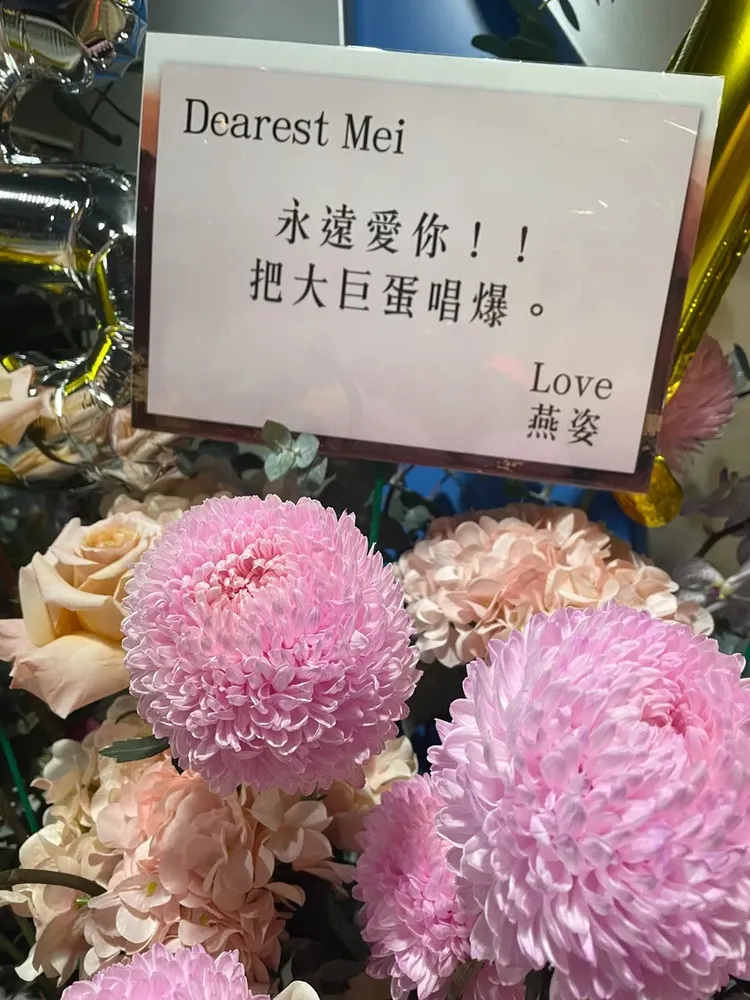 Dearest Mei
永遠愛你！！
把大巨蛋唱爆。
Love
燕姿